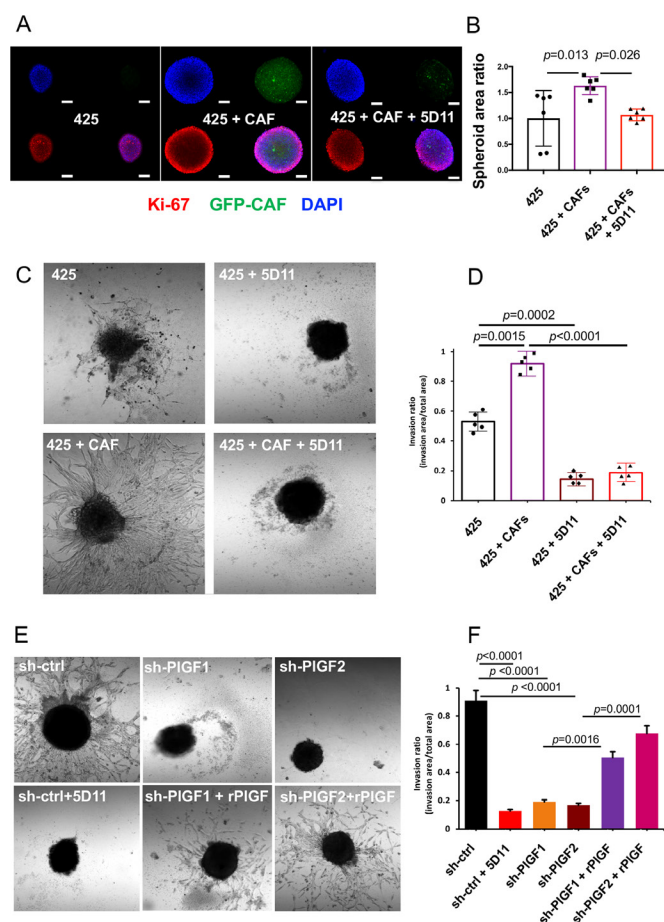 A
425
425 + CAF
425 + CAF + 5D11
Ki-67 GFP-CAF DAPI
B
p=0.013 p=0.026
2.0
1.5
1.0
0.5
0.0
Spheroid area ratio
425
425 + CAFs
425 + CAFs
+ 5D11
C
425
425 + 5D11
425 + CAF
425 + CAF + 5D11
D
p=0.0002
p=0.0015 p<0.0001
1
0.8
0.6
0.4
0.2
0
Invasion ratio
(invasion area/total area)
425
425 + CAFs
425 + 5D11
425 + CAFs + 5D11
E
sh-ctrl
sh-PlGF1
sh-PlGF2
sh-ctrl+5D11
sh-PlGF1 + rPlGF
sh-PlGF2+rPlGF
F
p<0.0001
p <0.0001
p <0.0001
p=0.0001
p=0.0016
1
0.8
0.6
0.4
0.2
0
Invasion ratio
(invasion area/total area)
sh-ctrl
sh-ctrl + 5D11
sh-PlGF1
sh-PlGF2
sh-PlGF1 + rPlGF
sh-PlGF2 + rPlGF